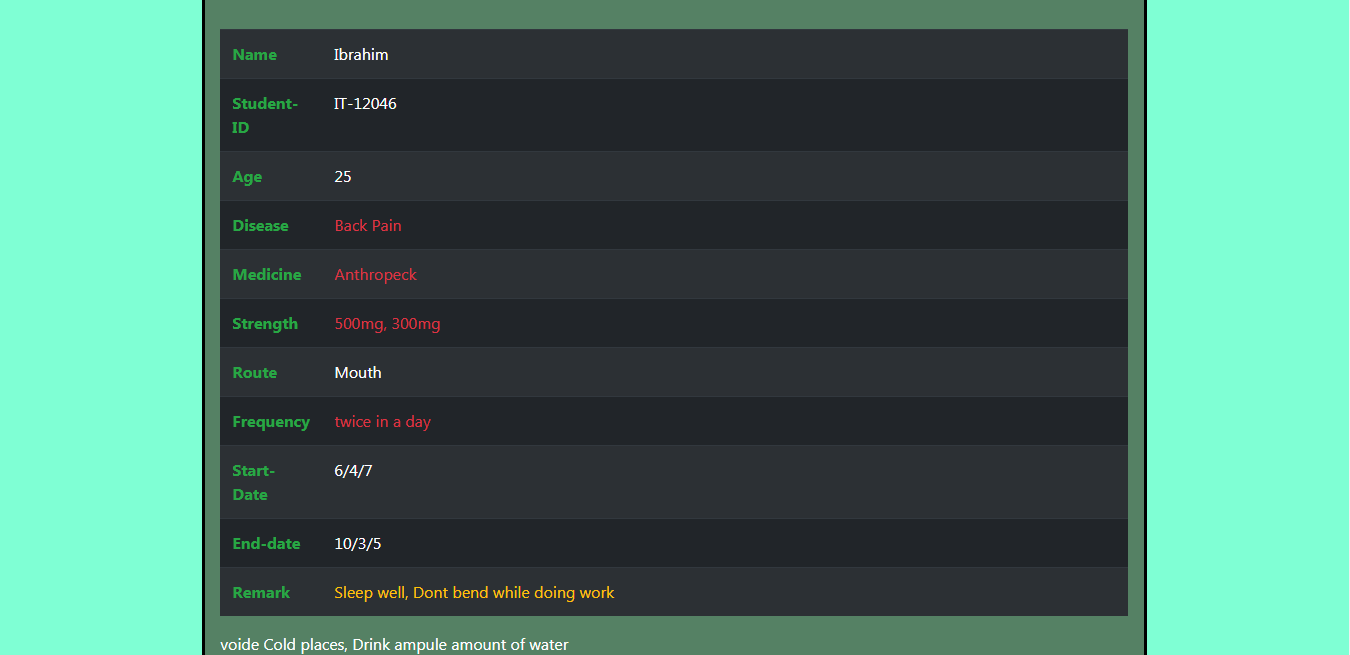 Name Ibrahim
Student- IT-12046
ID
Age 25
Disease Back Pain
Medicine Anthropeck
Strength 500mg, 300mg
Route Mouth
Frequency twice in a day
Start- 6/4/7
Date
End-date 10/3/5
Remark Sleep well, Dont bend while doing work
voide Cold places, Drink ampule amount of water